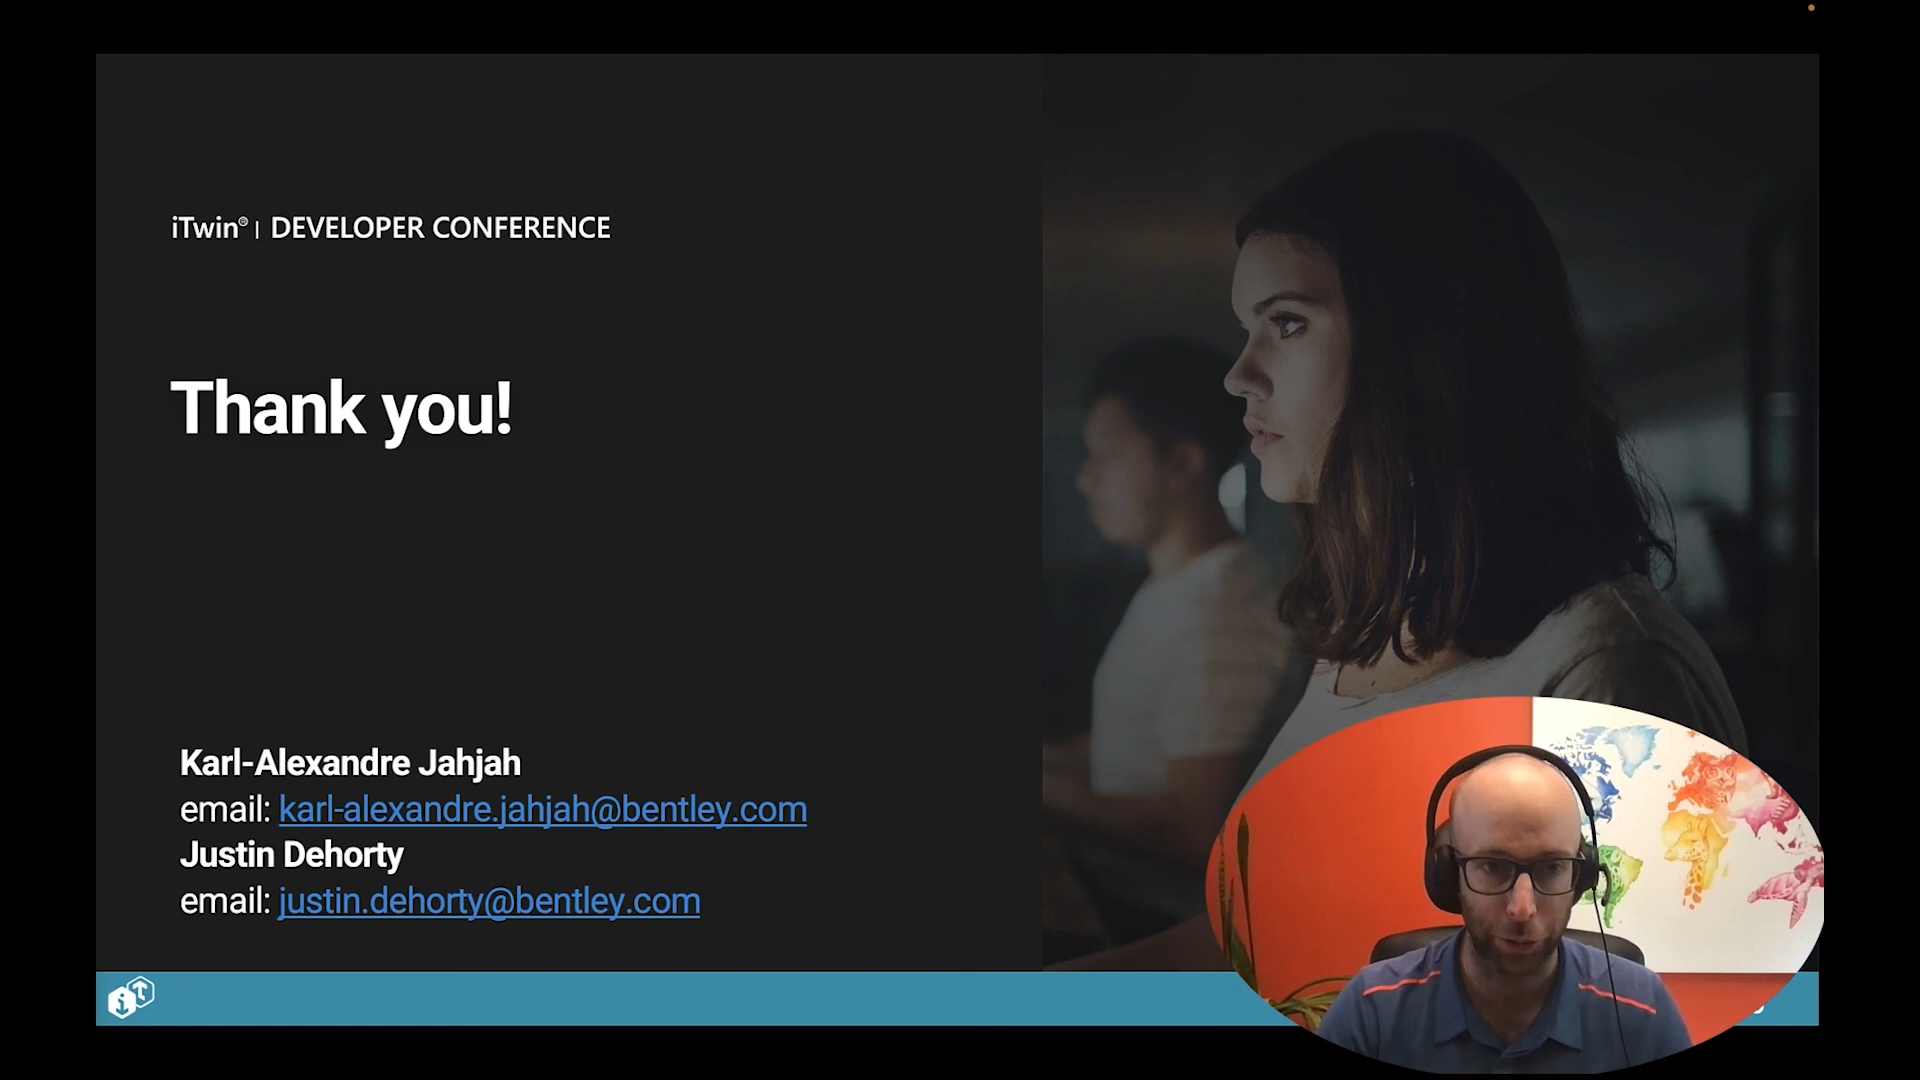 iTwin® | DEVELOPER CONFERENCE
Thank you!
Karl-Alexandre Jahjah
email: karl-alexandre.jahjah@bentley.com
Justin Dehorty
email: justin.dehorty@bentley.com